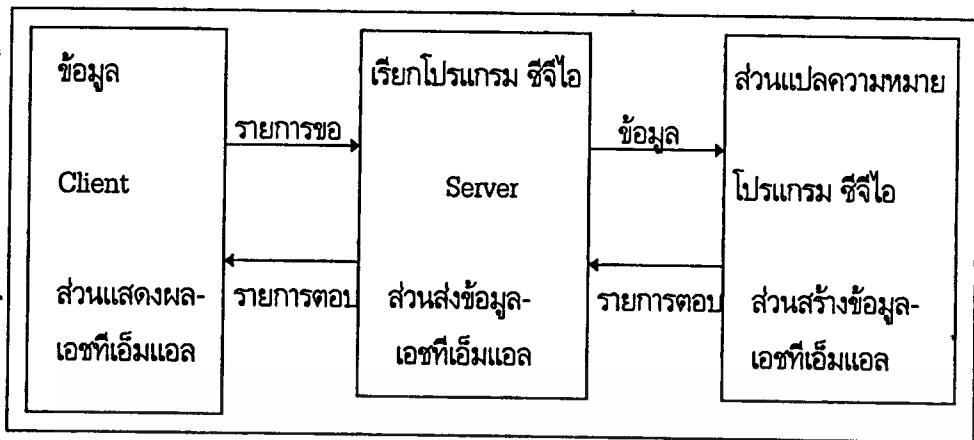 ข้อมูล
Client
ส่วนแสดงผล-
เอชทีเอ็มแอล
รายการขอ
รายการตอบ
เรียกโปรแกรม ซีจีไอ
Server
ส่วนส่งข้อมูล-
เอชทีเอ็มแอล
ข้อมูล
รายการตอบ
ส่วนแปลความหมาย
โปรแกรม ซีจีไอ
ส่วนสร้างข้อมูล-
เอชทีเอ็มแอล